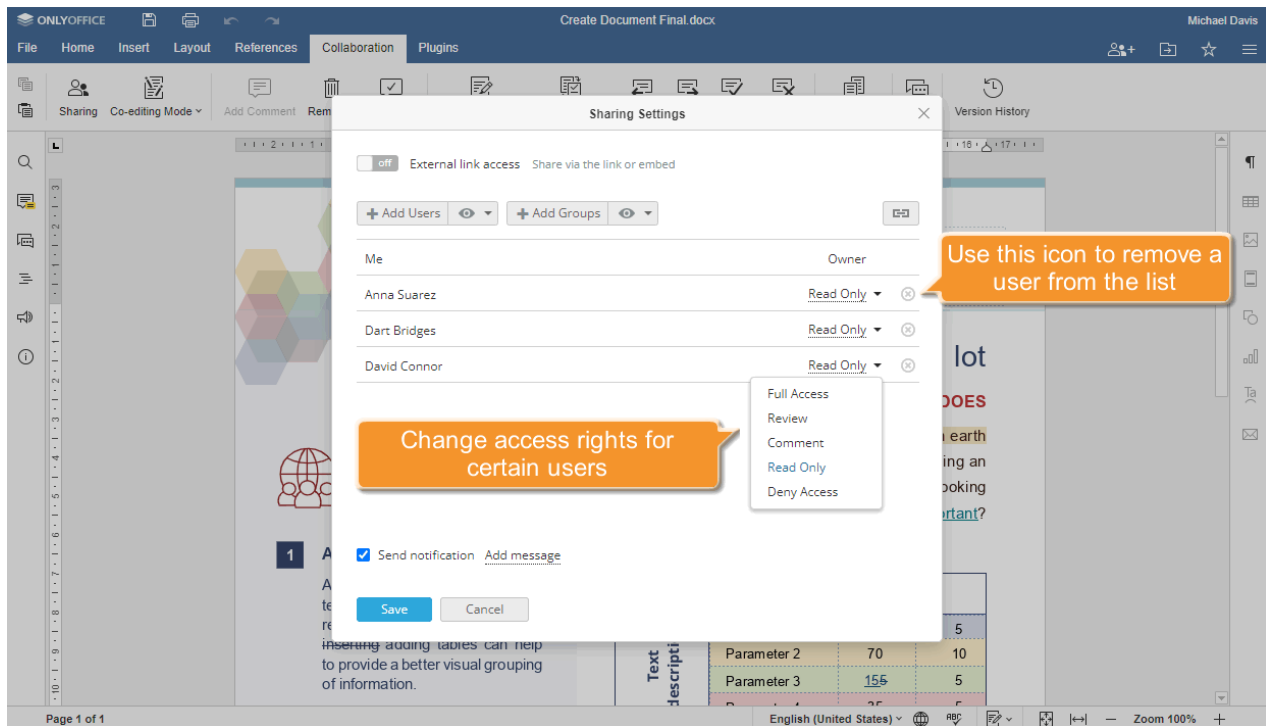 ONLYOFFICE
Create Document Final.docx
Michael Davis
File Home Insert Layout References Collaboration Plugins
Sharing Co-editing Mode Add Comment Rem Version History
Sharing Settings
off External link access Share via the link or embed
+ Add Users + Add Groups
Me Owner
Anna Suarez Read Only
Dart Bridges Read Only
David Connor Read Only
Use this icon to remove a
user from the list
Full Access
Review
Comment
Read Only
Deny Access
Change access rights for
certain users
Send notification Add message
Save Cancel
lot
DOES
earth
ing an
ooking
rtant?
1 A
A
te
re
inserting adding tables can help
to provide a better visual grouping
of information.
Text
descripti
5
Parameter 2 70 10
Parameter 3 155 5
Page 1 of 1 English (United States) ABC Zoom 100%